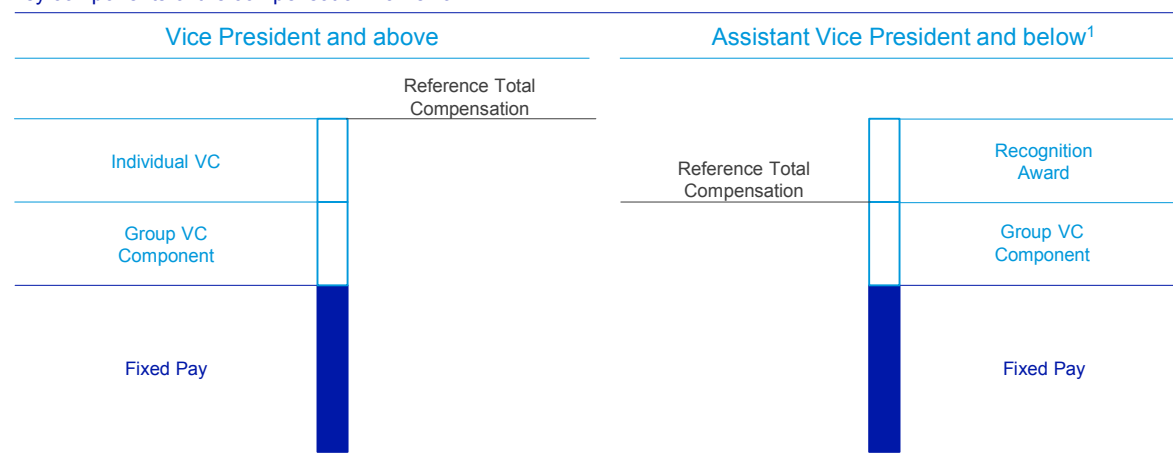 Vice President and above
Assistant Vice President and below1
Reference Total
Compensation
Individual VC
Recognition
Award
Reference Total
Compensation
Group VC
Component
Group VC
Component
Fixed Pay
Fixed Pay